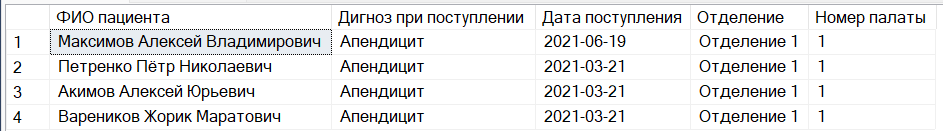 ФИО пациента Дигноз при поступлении Дата поступления Отделение Номер палаты
1 Максимов Алексей Владимирович Апендицит 2021-06-19 Отделение 1 1
2 Петренко Пётр Николаевич Апендицит 2021-03-21 Отделение 1 1
3 Акимов Алексей Юрьевич Апендицит 2021-03-21 Отделение 1 1
4 Вареников Жорик Маратович Апендицит 2021-03-21 Отделение 1 1